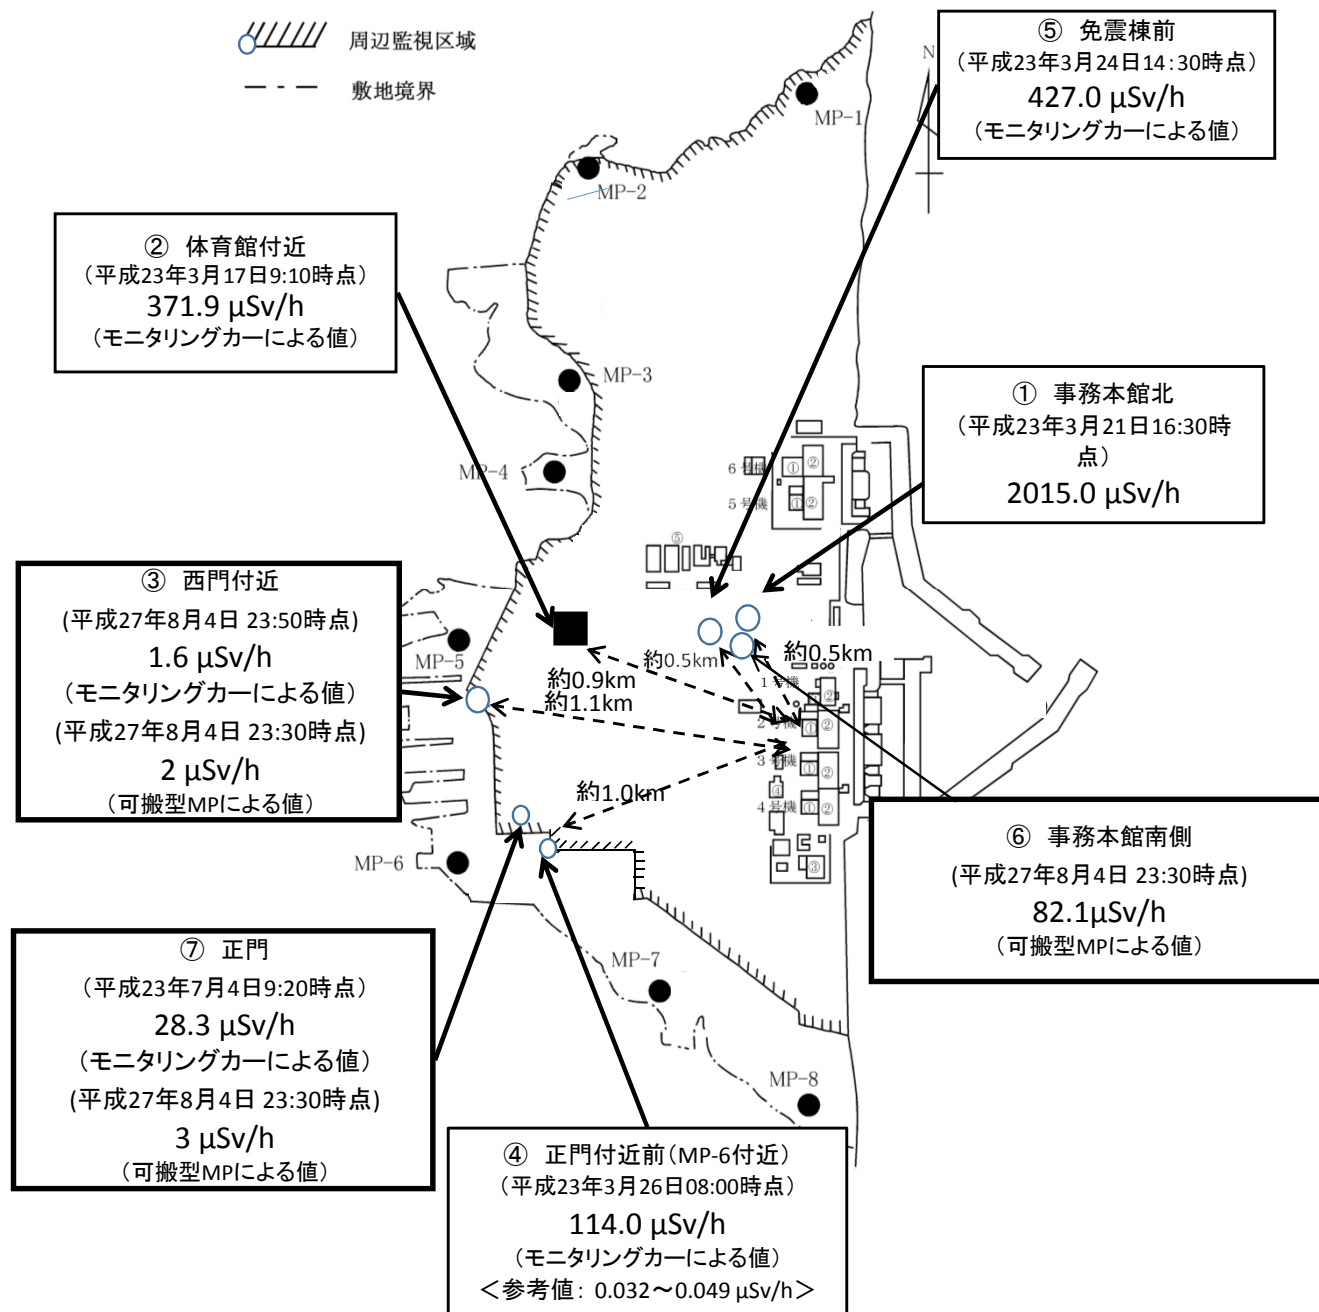 周辺監視区域
敷地境界
⑤ 免震棟前
（平成23年3月24日14:30時点）
427.0 μSv/h
（モニタリングカーによる値）
N
MP-1
MP-2
② 体育館付近
（平成23年3月17日9:10時点）
371.9 μSv/h
（モニタリングカーによる値）
MP-3
① 事務本館北
（平成23年3月21日16:30時
点）
2015.0 μSv/h
MP-4
6号機
①
②
5号機
①
②
⑤
③ 西門付近
(平成27年8月4日 23:50時点)
1.6 μSv/h
（モニタリングカーによる値）
(平成27年8月4日 23:30時点)
2 μSv/h
（可搬型MPによる値）
MP-5
約0.5km
約0.5km
約0.9km
約1.1km
1号機
②
2号機
①
②
3号機
①
②
④
約1.0km
4号機
①
②
③
MP-6
⑥ 事務本館南側
(平成27年8月4日 23:30時点)
82.1μSv/h
（可搬型MPによる値）
⑦ 正門
（平成23年7月4日9:20時点）
28.3 μSv/h
（モニタリングカーによる値）
(平成27年8月4日 23:30時点)
3 μSv/h
（可搬型MPによる値）
MP-7
MP-8
④ 正門付近前（MP-6付近）
（平成23年3月26日08:00時点）
114.0 μSv/h
（モニタリングカーによる値）
＜参考値: 0.032～0.049 μSv/h＞